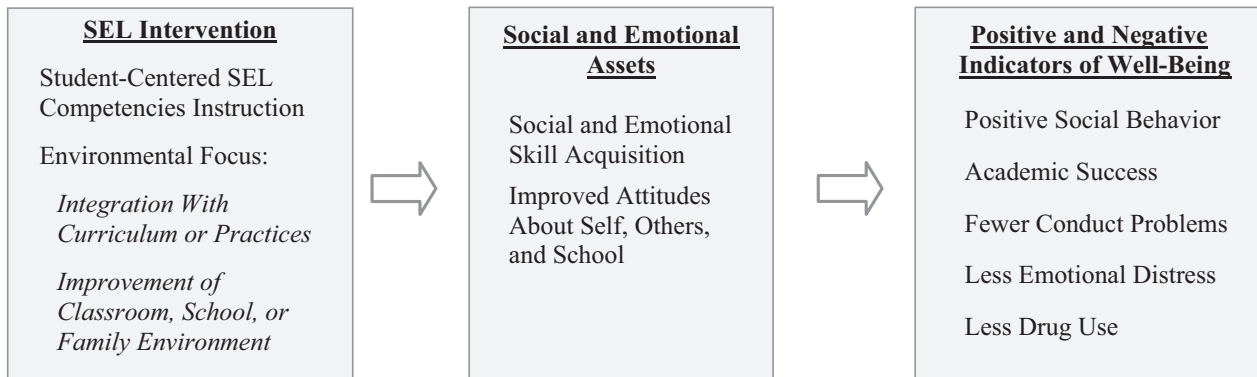 SEL Intervention
Student-Centered SEL
Competencies Instruction
Environmental Focus:
Integration With
Curriculum or Practices
Improvement of
Classroom, School, or
Family Environment
Social and Emotional
Assets
Social and Emotional
Skill Acquisition
Improved Attitudes
About Self, Others,
and School
Positive and Negative
Indicators of Well-Being
Positive Social Behavior
Academic Success
Fewer Conduct Problems
Less Emotional Distress
Less Drug Use